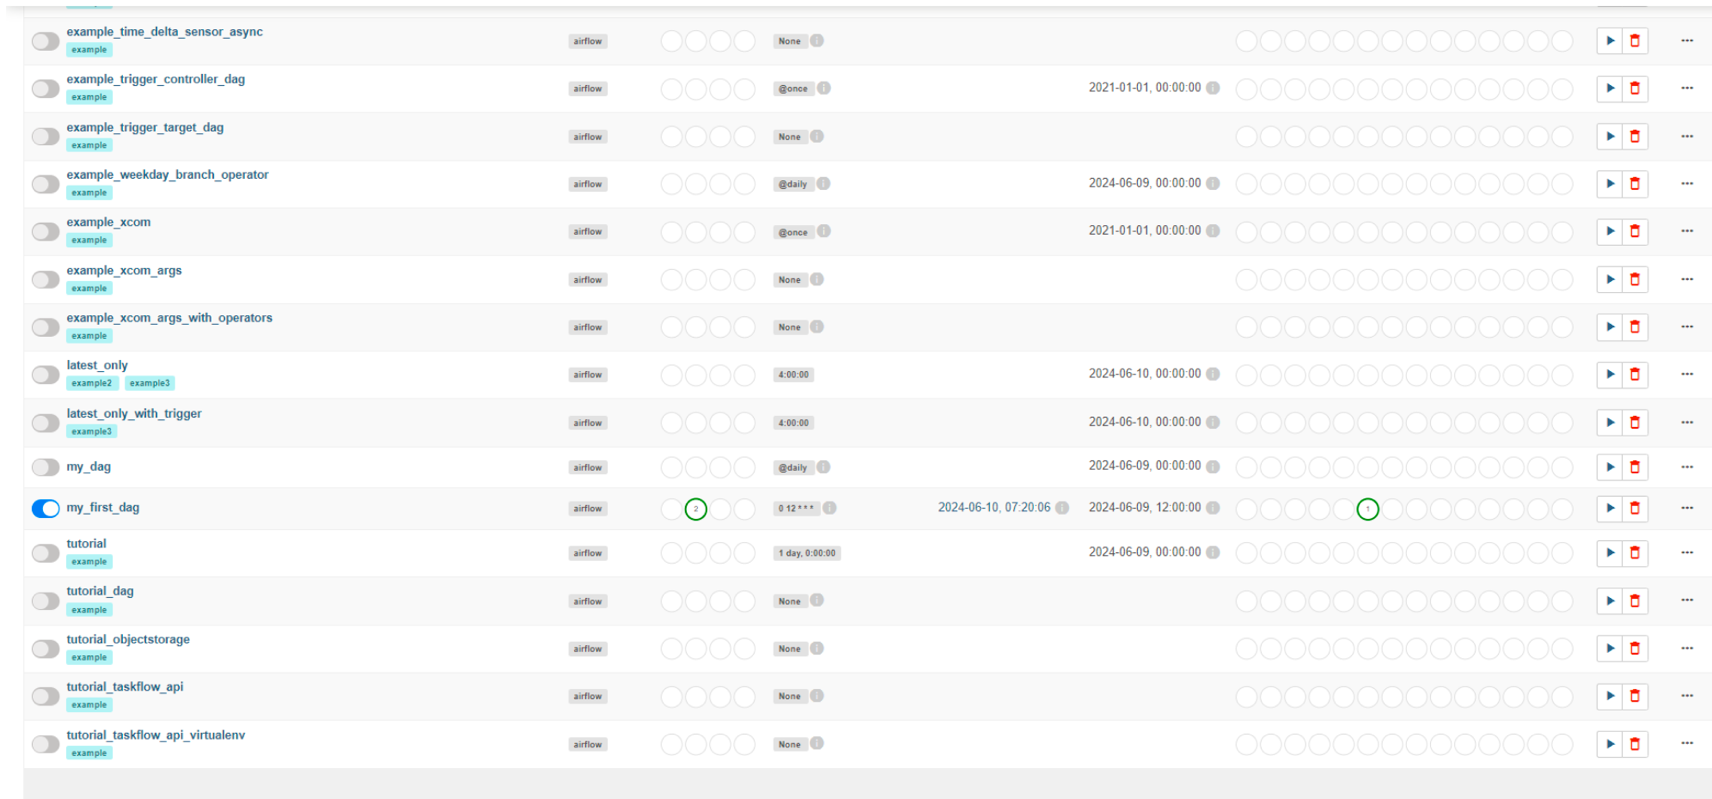 example_time_delta_sensor_async
example
airflow
None
example_trigger_controller_dag
example
airflow
@once
2021-01-01, 00:00:00
example_trigger_target_dag
example
airflow
None
example_weekday_branch_operator
example
airflow
@daily
2024-06-09, 00:00:00
example_xcom
example
airflow
@once
2021-01-01, 00:00:00
example_xcom_args
example
airflow
None
example_xcom_args_with_operators
example
airflow
None
latest_only
example2 example3
airflow
4:00:00
2024-06-10, 00:00:00
latest_only_with_trigger
example3
airflow
4:00:00
2024-06-10, 00:00:00
my_dag
airflow
@daily
2024-06-09, 00:00:00
my_first_dag
airflow
2
0 12 * * *
2024-06-10, 07:20:06
2024-06-09, 12:00:00
1
tutorial
example
airflow
1 day, 0:00:00
2024-06-09, 00:00:00
tutorial_dag
example
airflow
None
tutorial_objectstorage
example
airflow
None
tutorial_taskflow_api
example
airflow
None
tutorial_taskflow_api_virtualenv
example
airflow
None